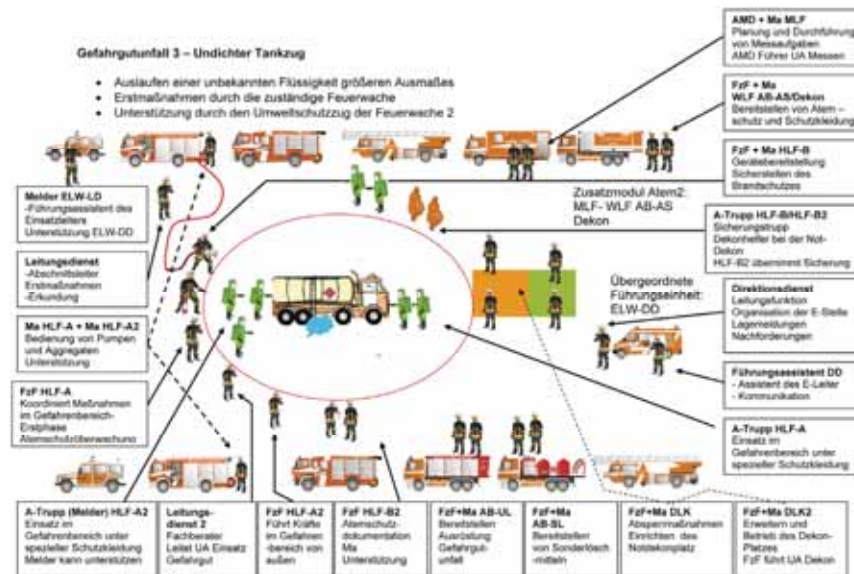 Gefahrgutunfall 3 – Undichter Tankzug
• Auslaufen einer unbekannten Flüssigkeit größeren Ausmaßes
• Erstmaßnahmen durch die zuständige Feuerwache
• Unterstützung durch den Umweltschutzzug der Feuerwache 2
AMD + Ma MLF
Planung und Durchführung
von Messaufgaben
AMD Führer UA Messen
FzF + Ma
WLF AB-AS/Dekon
Bereitstellen von Atem –
schutz und Schutzkleidung
FzF + Ma HLF-B
Gerätebereitstellung
Sicherstellen des
Brandschutzes
Zusatzmodul Atem2:
MLF- WLF AB-AS
Dekon
A-Trupp HLF-B/HLF-B2
Sicherungstrupp
Dekonhelfer bei der Not-
Dekon
HLF-B2 übernimmt Sicherung
Übergeordnete
Führungseinheit:
ELW-DD
Direktionsdienst
Leitungsfunktion
Organisation der E-Stelle
Lagemeldungen
Nachforderungen
Führungsassistent DD
- Assistent des E-Leiter
- Kommunikation
A-Trupp HLF-A
Einsatz im
Gefahrenbereich unter
spezieller Schutzkleidung
Melder ELW-LD
-Führungsassistent des
Einsatzleiters
Unterstützung ELW-DD
Leitungsdienst
-Abschnittsleiter
Erstmaßnahmen
-Erkundung
Ma HLF-A + Ma HLF-A2
Bedienung von Pumpen
und Aggregaten
Unterstützung
FzF HLF-A
Koordiniert Maßnahmen
im Gefahrenbereich-
Erstphase
Atemschutzüberwachung
A-Trupp (Melder) HLF-A2
Einsatz im
Gefahrenbereich unter
spezieller Schutzkleidung
Melder kann unterstützen
Leitungs-
dienst 2
Fachberater
Leitet UA Einsatz
Gefahrgut
FzF HLF-A2
Führt Kräfte
im Gefahren
-bereich von
außen
FzF HLF-B2
Atemschutz-
dokumentation
Ma
Unterstützung
FzF+Ma AB-UL
Bereitstellen
Ausrüstung
Gefahrgut-
unfall
FzF+Ma
AB-SL
Bereitstellen
von Sonderlösch
-mitteln
FzF+Ma DLK
Absperrmaßnahmen
Einrichten des
Notdekonplatz
FzF+Ma DLK2
Erweitern und
Betrieb des Dekon-
Platzes
FzF führt UA Dekon